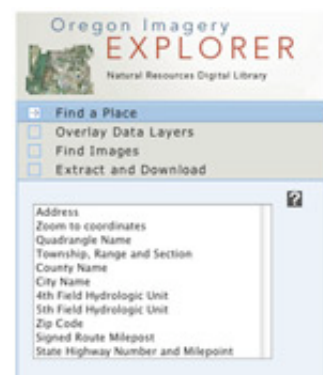 Oregon Imagery
EXPLORER
Natural Resources Digital Library
Find a Place
Overlay Data Layers
Find Images
Extract and Download
?
Address
Zoom to coordinates
Quadrangle Name
Township, Range and Section
County Name
City Name
4th Field Hydrologic Unit
5th Field Hydrologic Unit
Zip Code
Signed Route Milepost
State Highway Number and Milepoint